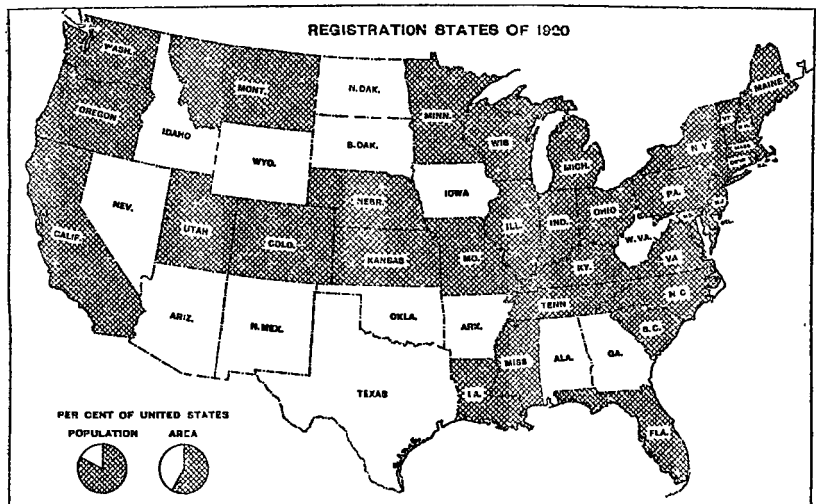 REGISTRATION STATES OF 1920
WASH.
MONT.
N. DAK.
MINN.
MAINE
OREGON
IDAHO
S. DAK.
WIS
MICH.
N Y
VT
WYO.
IOWA
PA.
NEV.
NEBR.
ILL.
IND.
OHIO
CALIF.
UTAH
COLO.
KANSAS
MO.
W. VA.
VA
KY.
ARIZ.
N. MEX.
OKLA.
ARK.
TENN
N C
S. C.
MISS
ALA.
GA.
TEXAS
LA.
FLA.
PER CENT OF UNITED STATES
POPULATION AREA